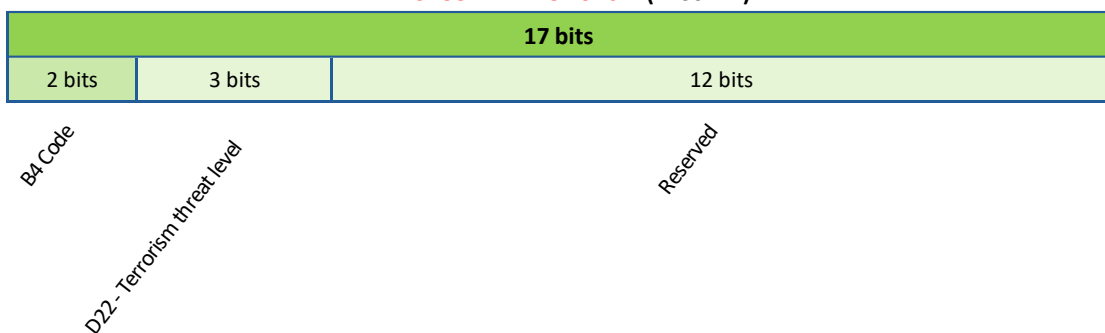 17 bits
2 bits 3 bits 12 bits
B4 Code
D22 - Terrorism threat level
Reserved